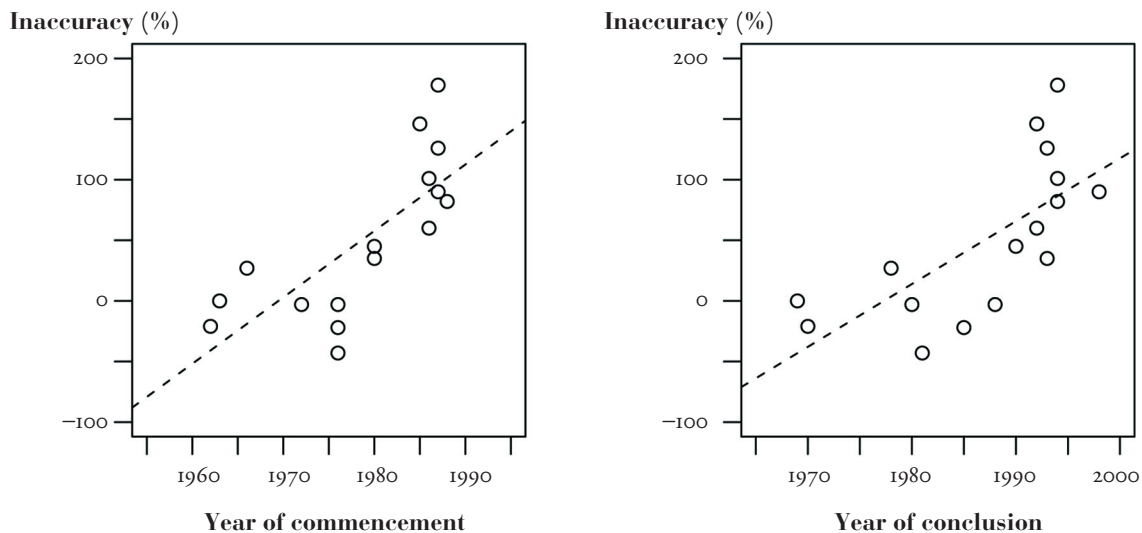 Inaccuracy (%)
200
100
0
−100
1960 1970 1980 1990
Year of commencement
Inaccuracy (%)
200
100
0
−100
1970 1980 1990 2000
Year of conclusion